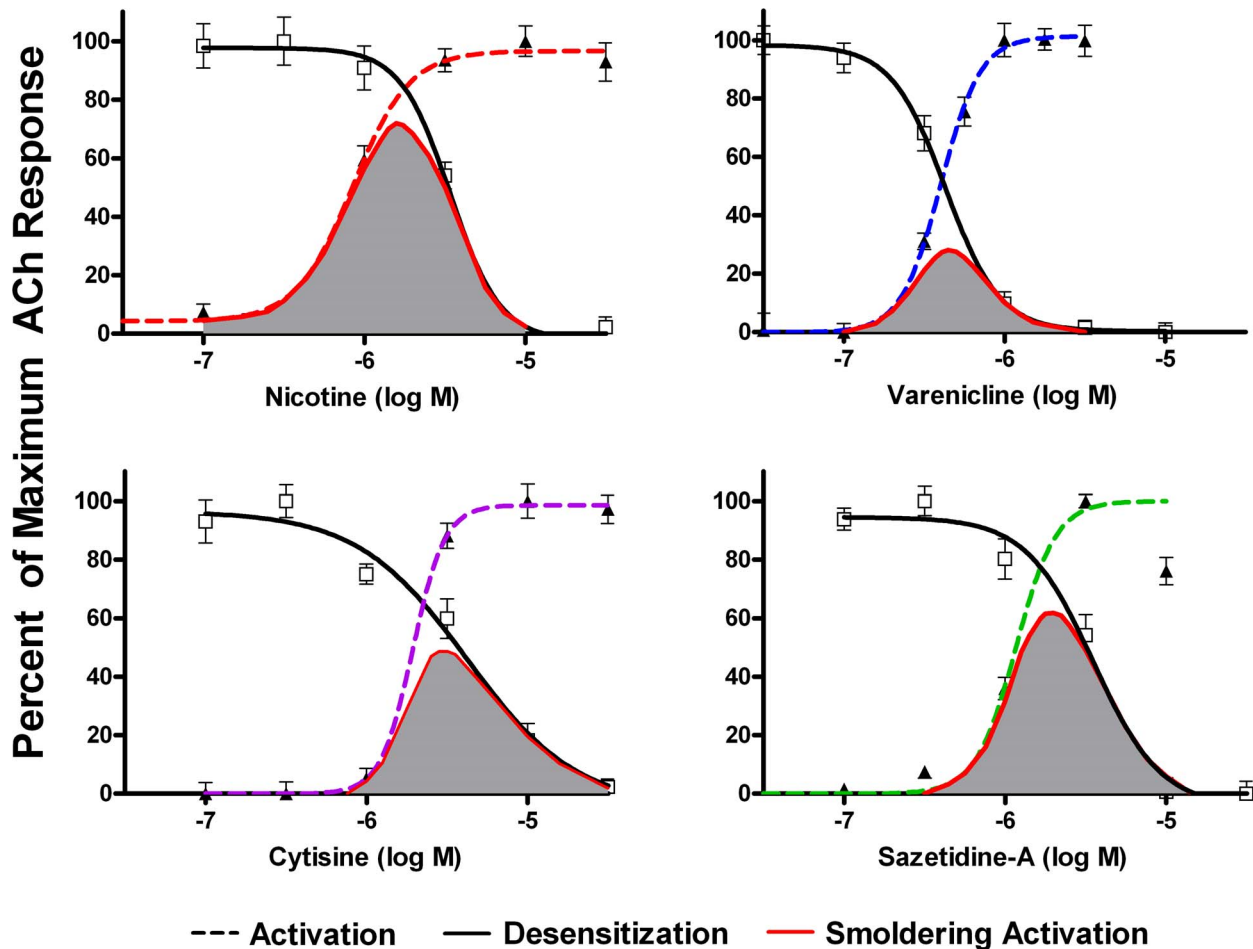 Percent of Maximum ACh Response
100
80
60
40
20
0
-7 -6 -5
Nicotine (log M)
100
80
60
40
20
0
-7 -6 -5
Varenicline (log M)
100
80
60
40
20
0
-7 -6 -5
Cytisine (log M)
100
80
60
40
20
0
-7 -6 -5
Sazetidine-A (log M)
Activation Desensitization Smoldering Activation